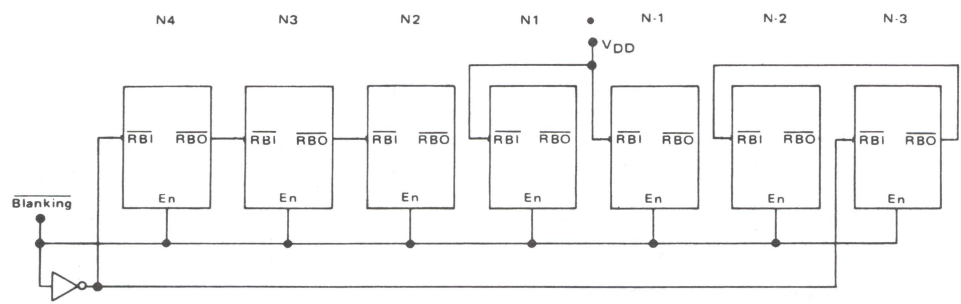 N4 N3 N2 N1 • N-1 N-2 N-3
VDD
RBI RBO RBI RBO RBI RBO RBI RBO RBI RBO RBI RBO RBI RBO
En En En En En En En
Blanking